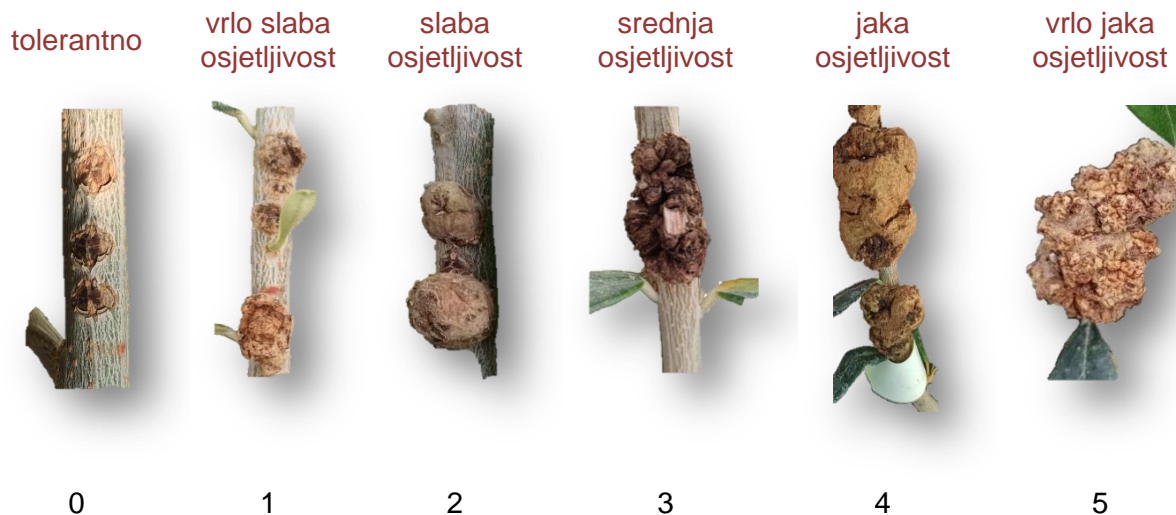 tolerantno
vrlo slaba
osjetljivost
slaba
osjetljivost
srednja
osjetljivost
jaka
osjetljivost
vrlo jaka
osjetljivost
0
1
2
3
4
5